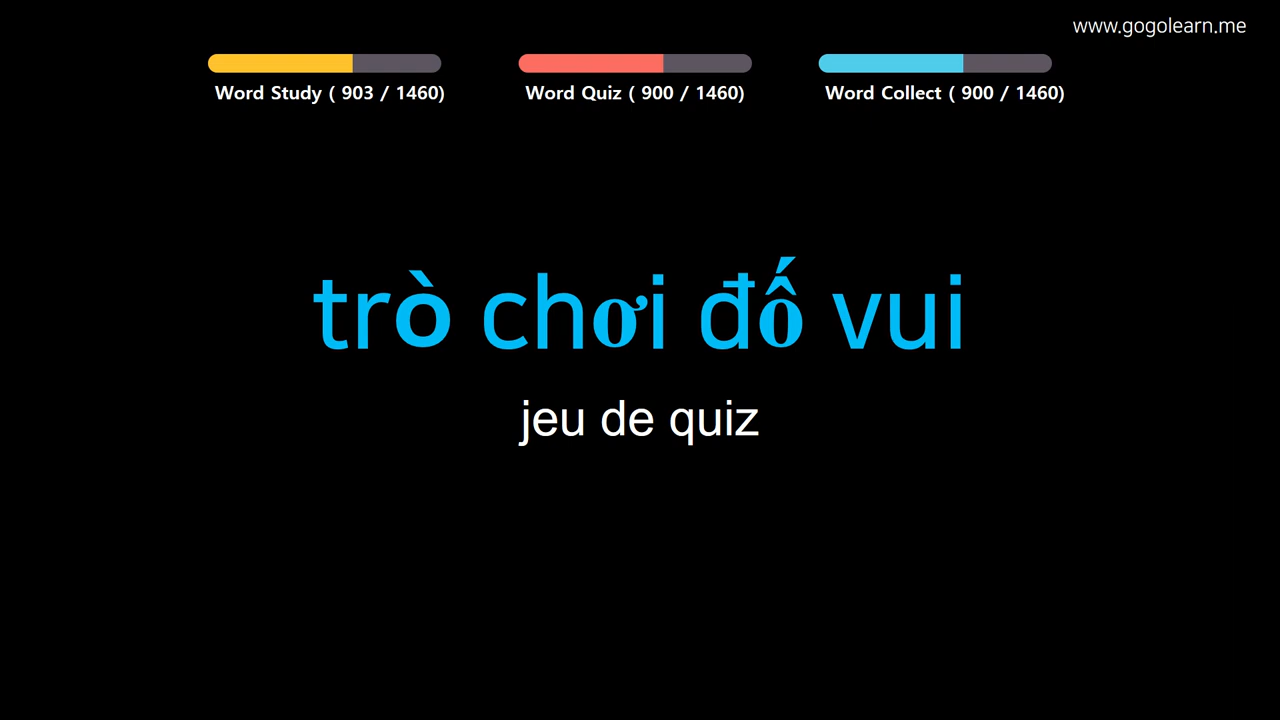 www.gogolearn.me
Word Study ( 903 / 1460)
Word Quiz ( 900 / 1460)
Word Collect ( 900 / 1460)
trò chơi đố vui
jeu de quiz